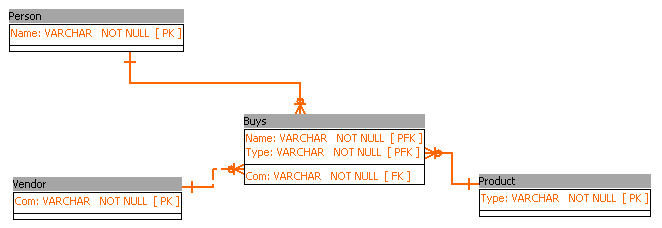 Person
Name: VARCHAR NOT NULL [ PK ]
Buys
Name: VARCHAR NOT NULL [ PFK ]
Type: VARCHAR NOT NULL [ PFK ]
Com: VARCHAR NOT NULL [ FK ]
Vendor
Com: VARCHAR NOT NULL [ PK ]
Product
Type: VARCHAR NOT NULL [ PK ]